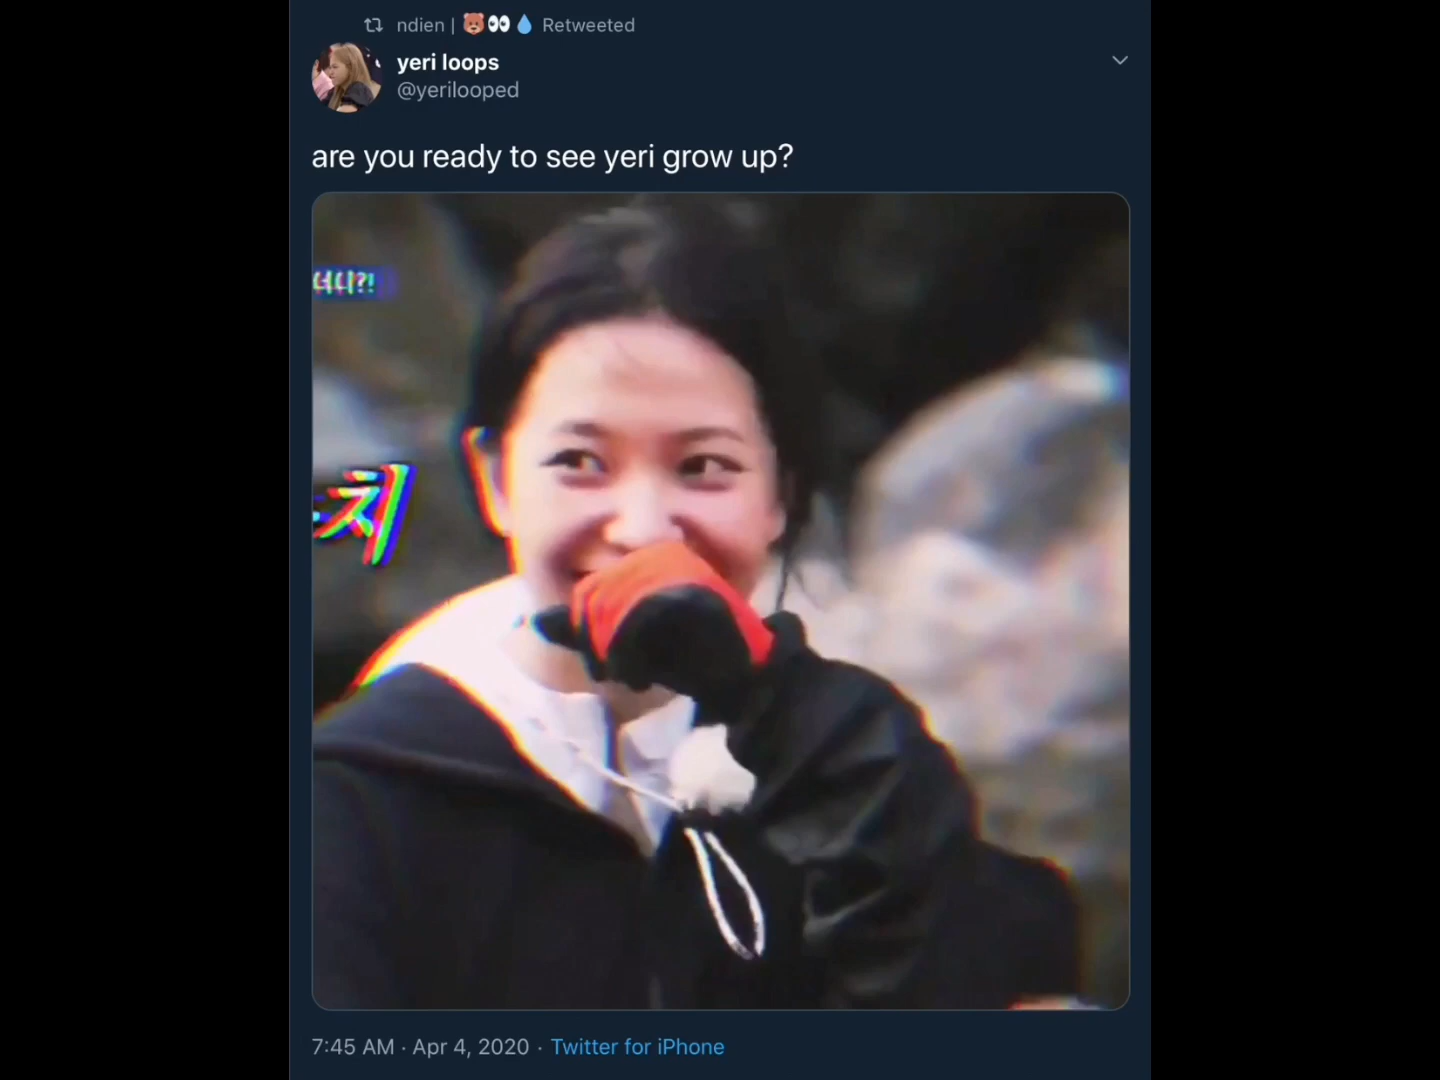 ndien | 🐻👀💧 Retweeted
yeri loops
@yerilooped
are you ready to see yeri grow up?
너니?!
치
7:45 AM · Apr 4, 2020 · Twitter for iPhone